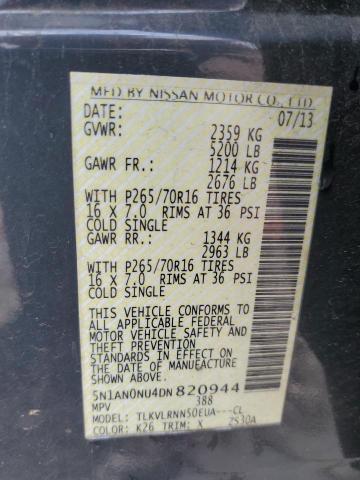 MFD BY NISSAN MOTOR CO., LTD.
DATE: 07/13
GVWR: 2359 KG
5200 LB
GAWR FR.: 1214 KG
2676 LB
WITH P265/70R16 TIRES
16 X 7.0 RIMS AT 36 PSI
COLD SINGLE
GAWR RR.: 1344 KG
2963 LB
WITH P265/70R16 TIRES
16 X 7.0 RIMS AT 36 PSI
COLD SINGLE
THIS VEHICLE CONFORMS TO
ALL APPLICABLE FEDERAL
MOTOR VEHICLE SAFETY AND
THEFT PREVENTION
STANDARDS IN EFFECT ON
THE DATE OF MANUFACTURE
5N1AN0NU4DN820944
MPV 388
MODEL: TLKVLRNN50EUA---CL
COLOR: K26 TRIM: X ZS30A